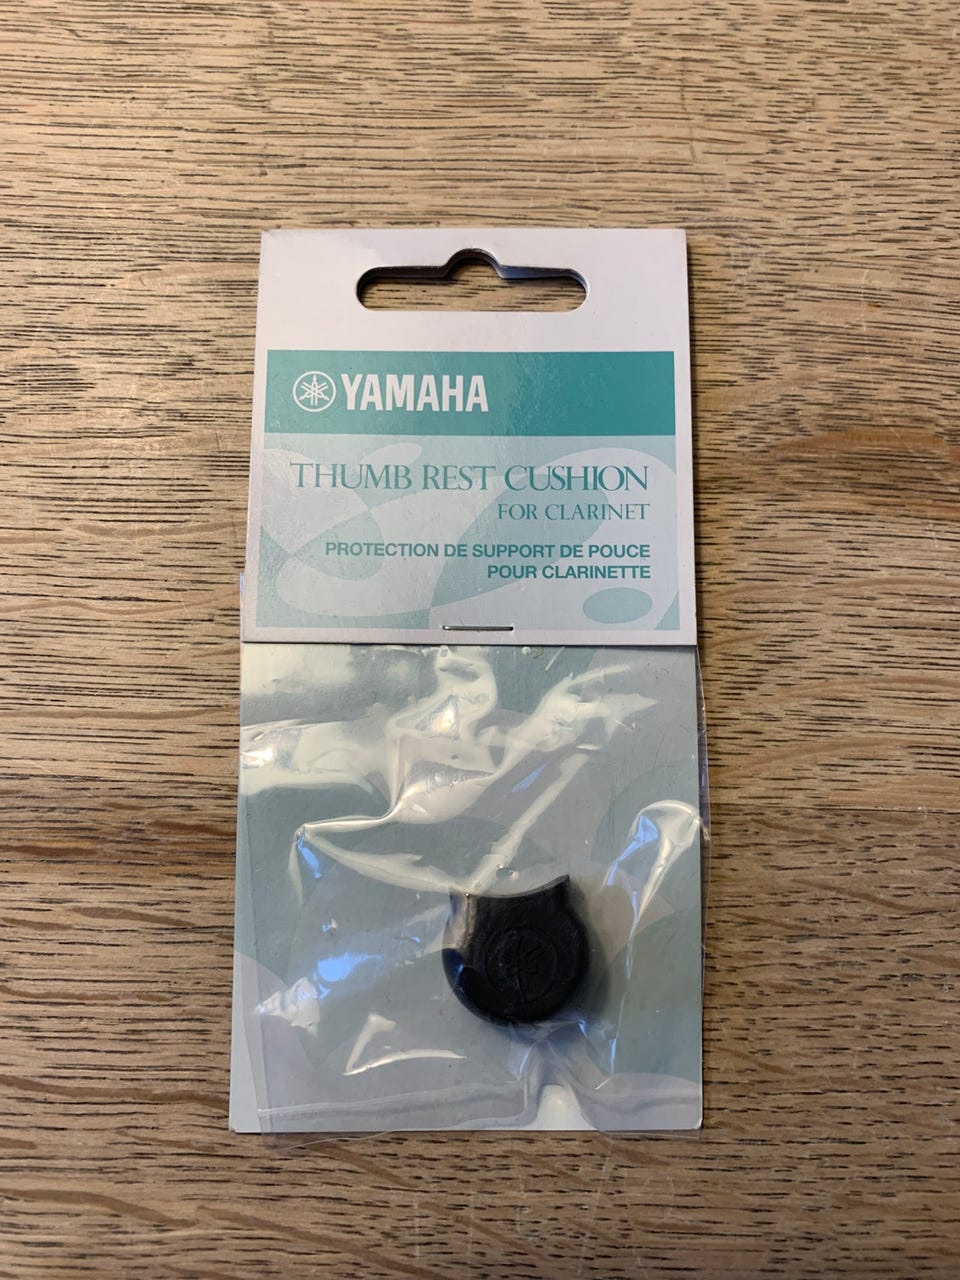 YAMAHA
THUMB REST CUSHION
FOR CLARINET
PROTECTION DE SUPPORT DE POUCE
POUR CLARINETTE